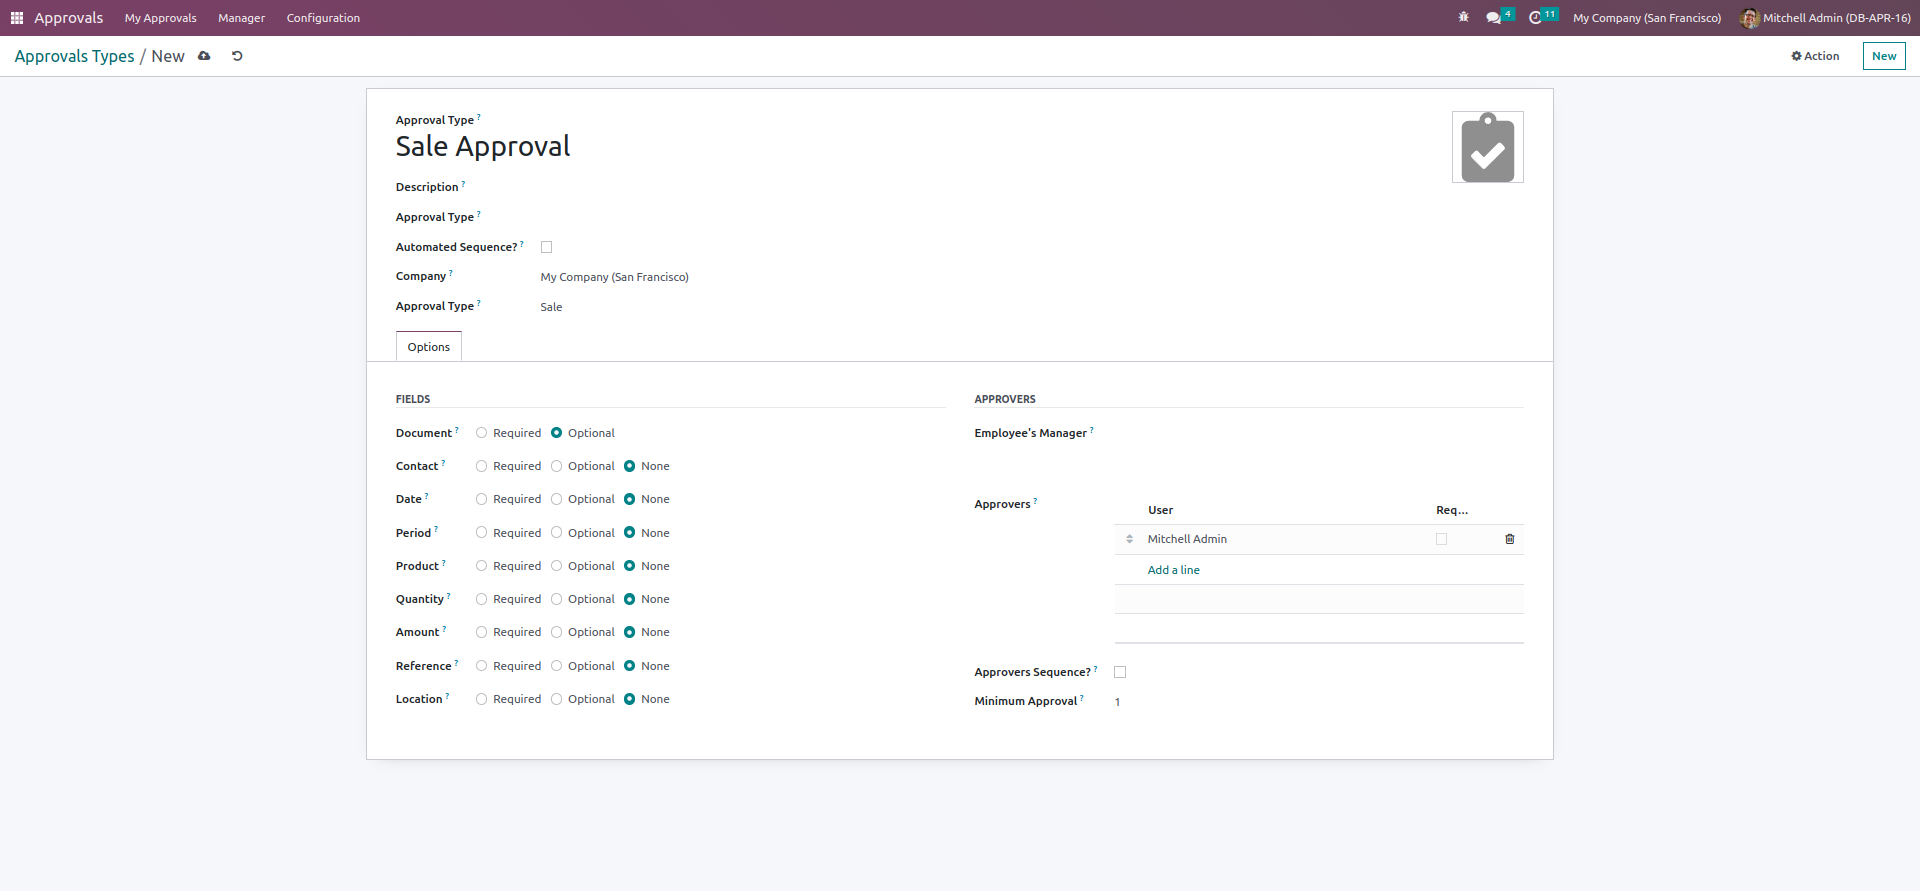 Approvals My Approvals Manager Configuration 4 11 My Company (San Francisco) Mitchell Admin (DB-APR-16)
Approvals Types / New Action New
Approval Type ?
Sale Approval
Description ?
Approval Type ?
Automated Sequence? ?
Company ? My Company (San Francisco)
Approval Type ? Sale
Options
FIELDS
Document ? Required Optional
Contact ? Required Optional None
Date ? Required Optional None
Period ? Required Optional None
Product ? Required Optional None
Quantity ? Required Optional None
Amount ? Required Optional None
Reference ? Required Optional None
Location ? Required Optional None
APPROVERS
Employee's Manager ?
Approvers ?
User Req...
Mitchell Admin
Add a line
Approvers Sequence? ?
Minimum Approval ? 1